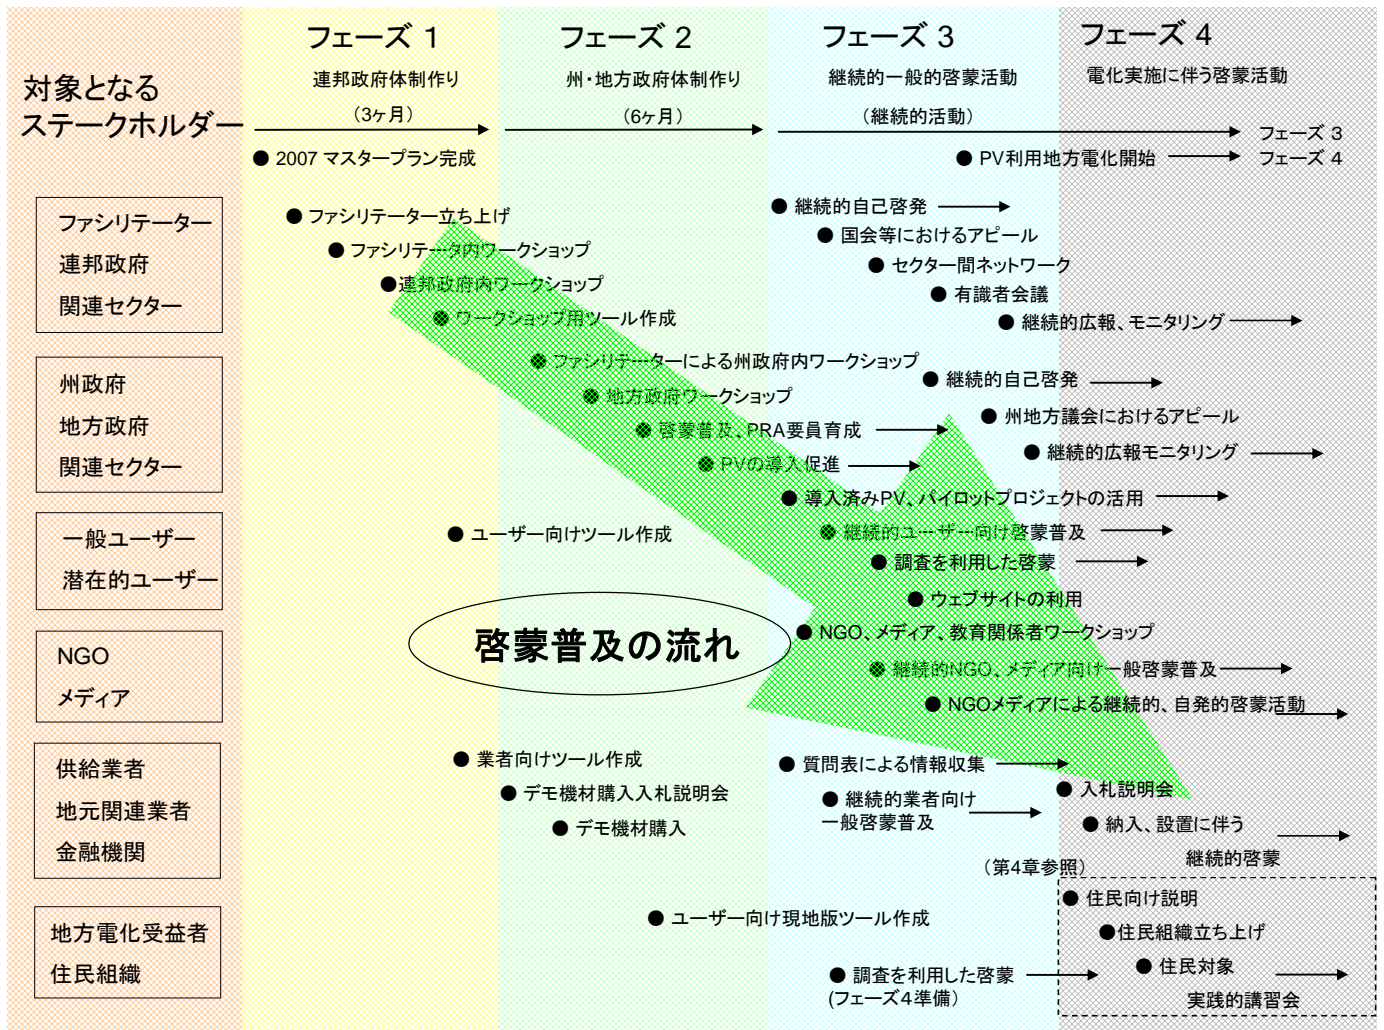 フェーズ 1
フェーズ 2
フェーズ 3
フェーズ 4
対象となる
ステークホルダー
連邦政府体制作り
州・地方政府体制作り
継続的一般的啓蒙活動
電化実施に伴う啓蒙活動
（3ヶ月）
（6ヶ月）
（継続的活動）
フェーズ 3
● 2007 マスタープラン完成
● PV利用地方電化開始
フェーズ 4
ファシリテーター
連邦政府
関連セクター
● ファシリテーター立ち上げ
● ファシリテータ内ワークショップ
●連邦政府内ワークショップ
● ワークショップ用ツール作成
● 継続的自己啓発
● 国会等におけるアピール
● セクター間ネットワーク
● 有識者会議
● 継続的広報、モニタリング
州政府
地方政府
関連セクター
● ファシリテーターによる州政府内ワークショップ
● 地方政府ワークショップ
● 啓蒙普及、PRA要員育成
● PVの導入促進
● 継続的自己啓発
● 州地方議会におけるアピール
● 継続的広報モニタリング
● 導入済みPV、パイロットプロジェクトの活用
一般ユーザー
潜在的ユーザー
● ユーザー向けツール作成
● 継続的ユーザー向け啓蒙普及
● 調査を利用した啓蒙
● ウェブサイトの利用
啓蒙普及の流れ
NGO
メディア
● NGO、メディア、教育関係者ワークショップ
● 継続的NGO、メディア向け一般啓蒙普及
● NGOメディアによる継続的、自発的啓蒙活動
供給業者
地元関連業者
金融機関
● 業者向けツール作成
● デモ機材購入入札説明会
● デモ機材購入
● 質問表による情報収集
● 継続的業者向け
一般啓蒙普及
● 入札説明会
● 納入、設置に伴う
継続的啓蒙
（第4章参照）
地方電化受益者
住民組織
● ユーザー向け現地版ツール作成
● 調査を利用した啓蒙
(フェーズ４準備）
● 住民向け説明
●住民組織立ち上げ
● 住民対象
実践的講習会